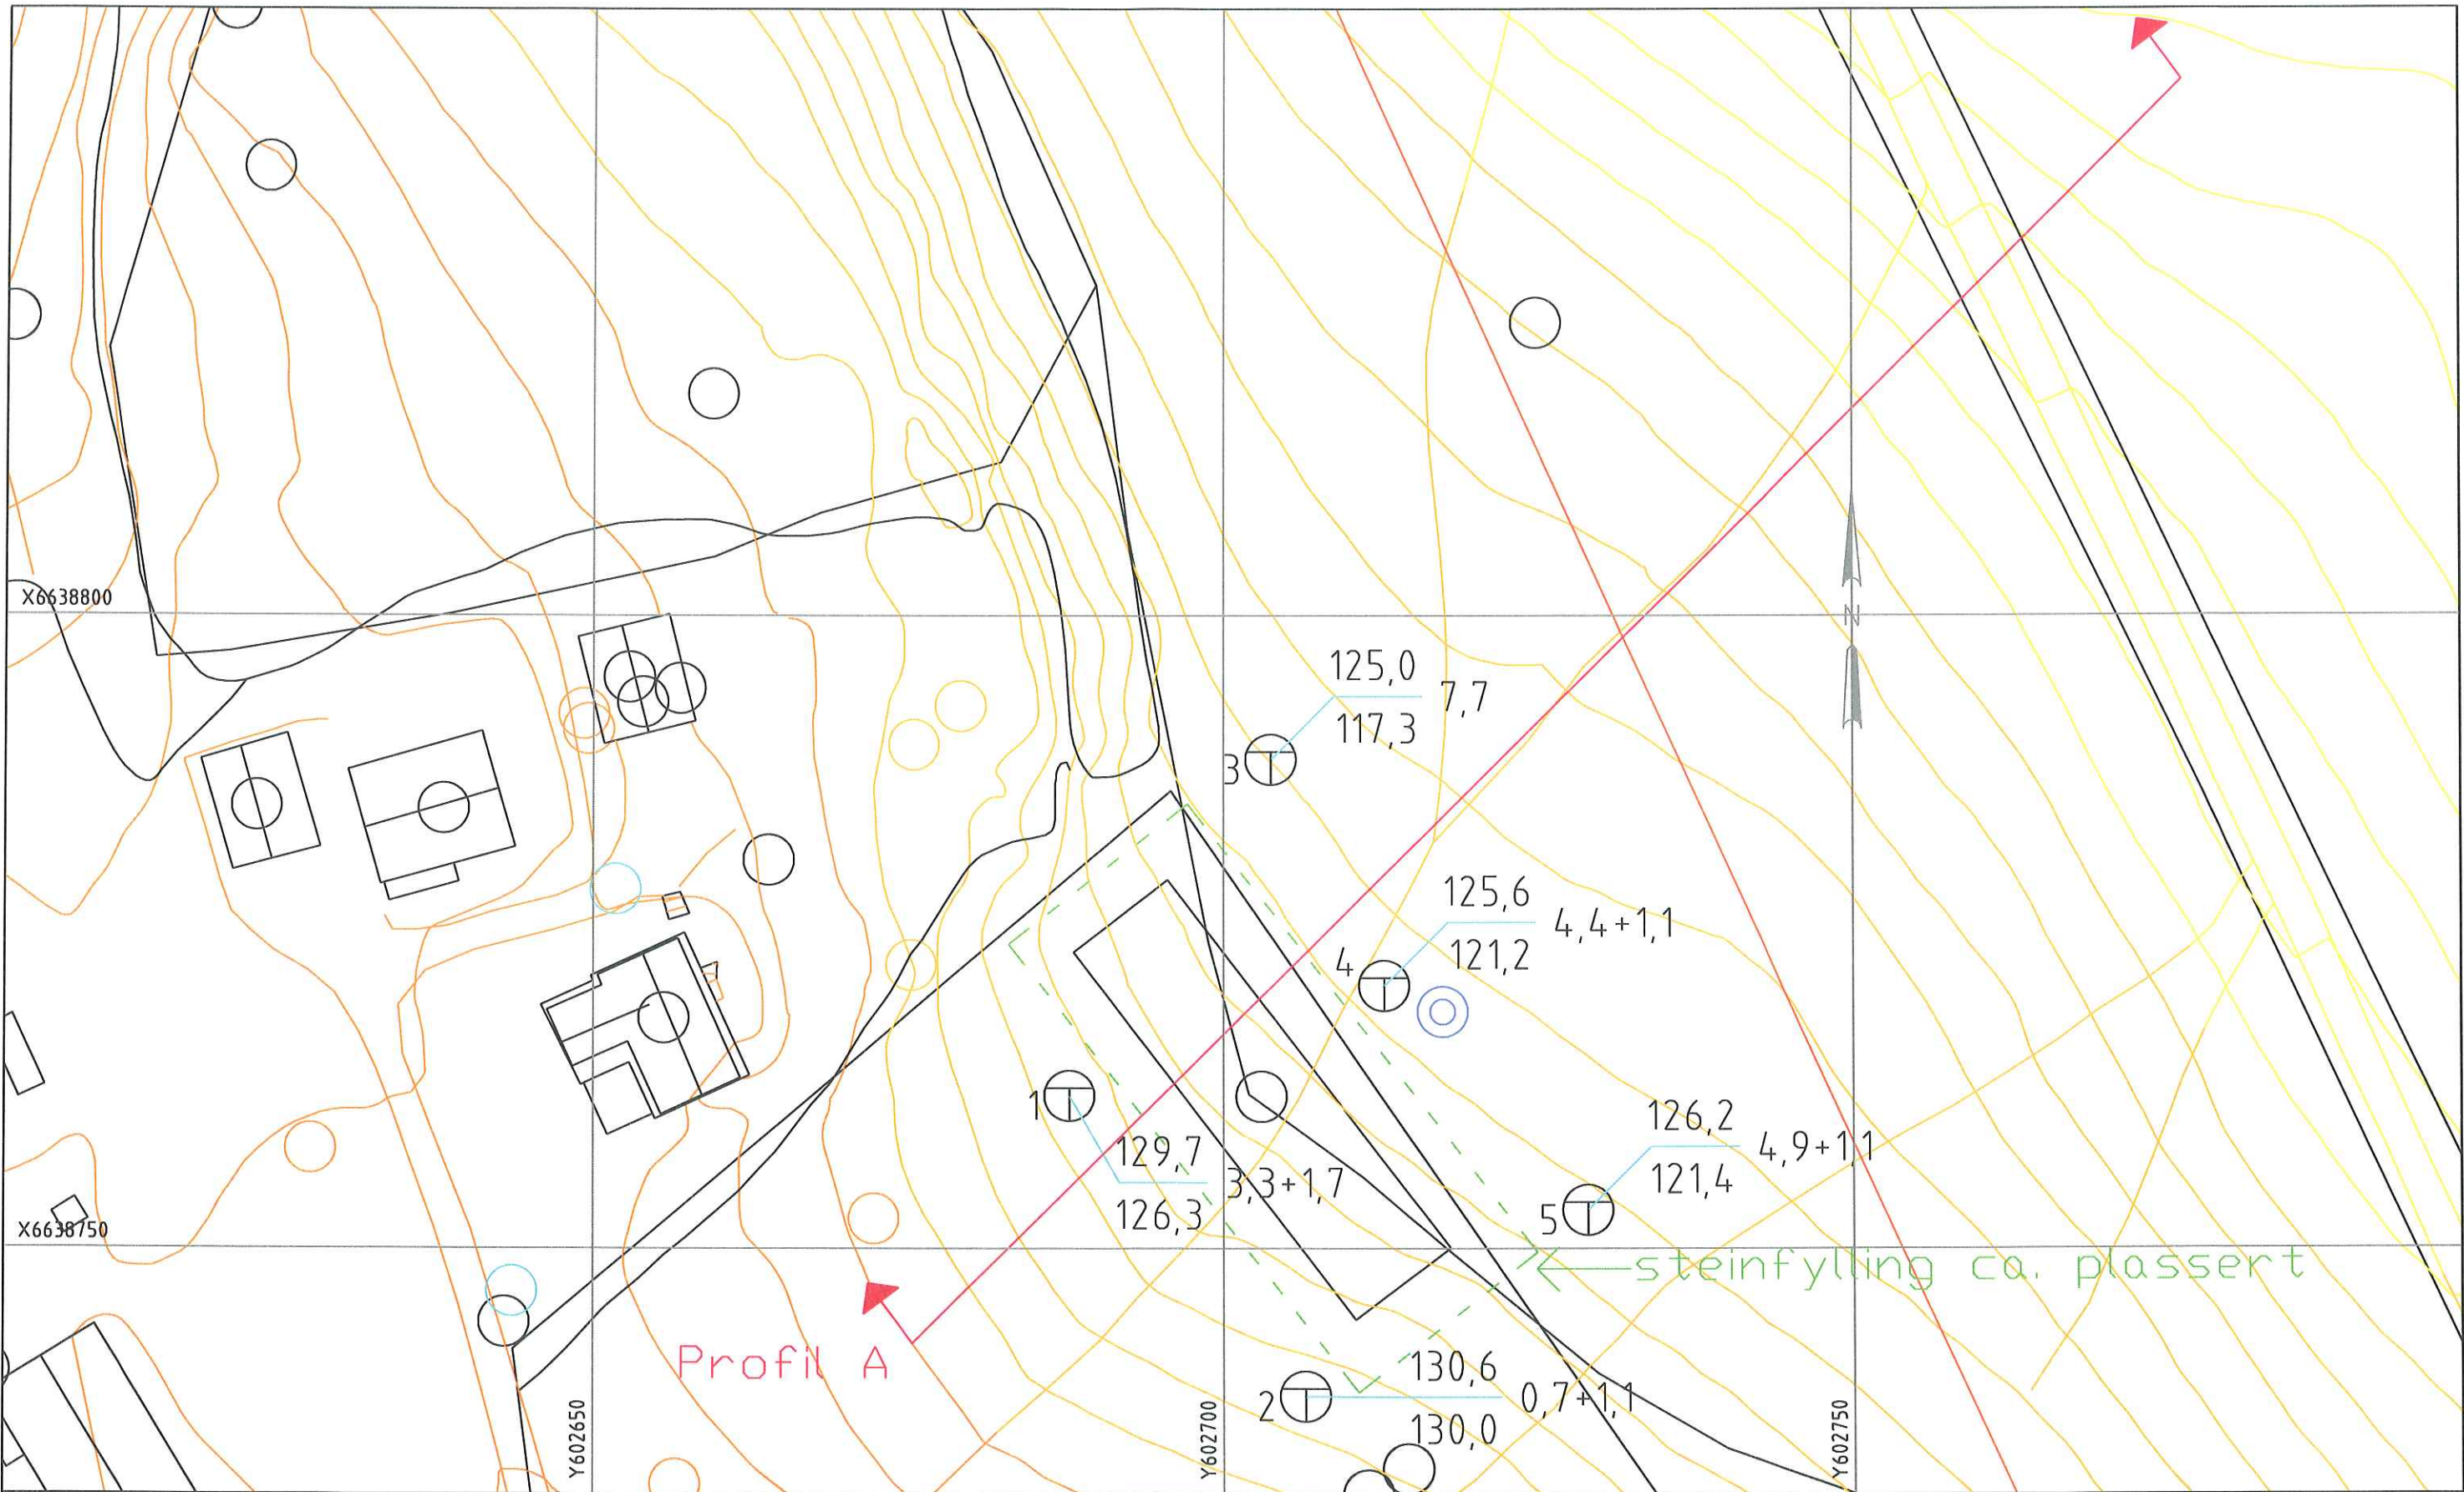 X6638800
N
125,0
7,7
117,3
3
125,6
4,4+1,1
4
121,2
1
129,7
3,3+1,7
126,3
126,2
4,9+1,1
121,4
5
X6638750
steinfylling ca. plassert
Profil A
130,6
2
0,7+1,1
130,0
Y602650
Y602700
Y602750